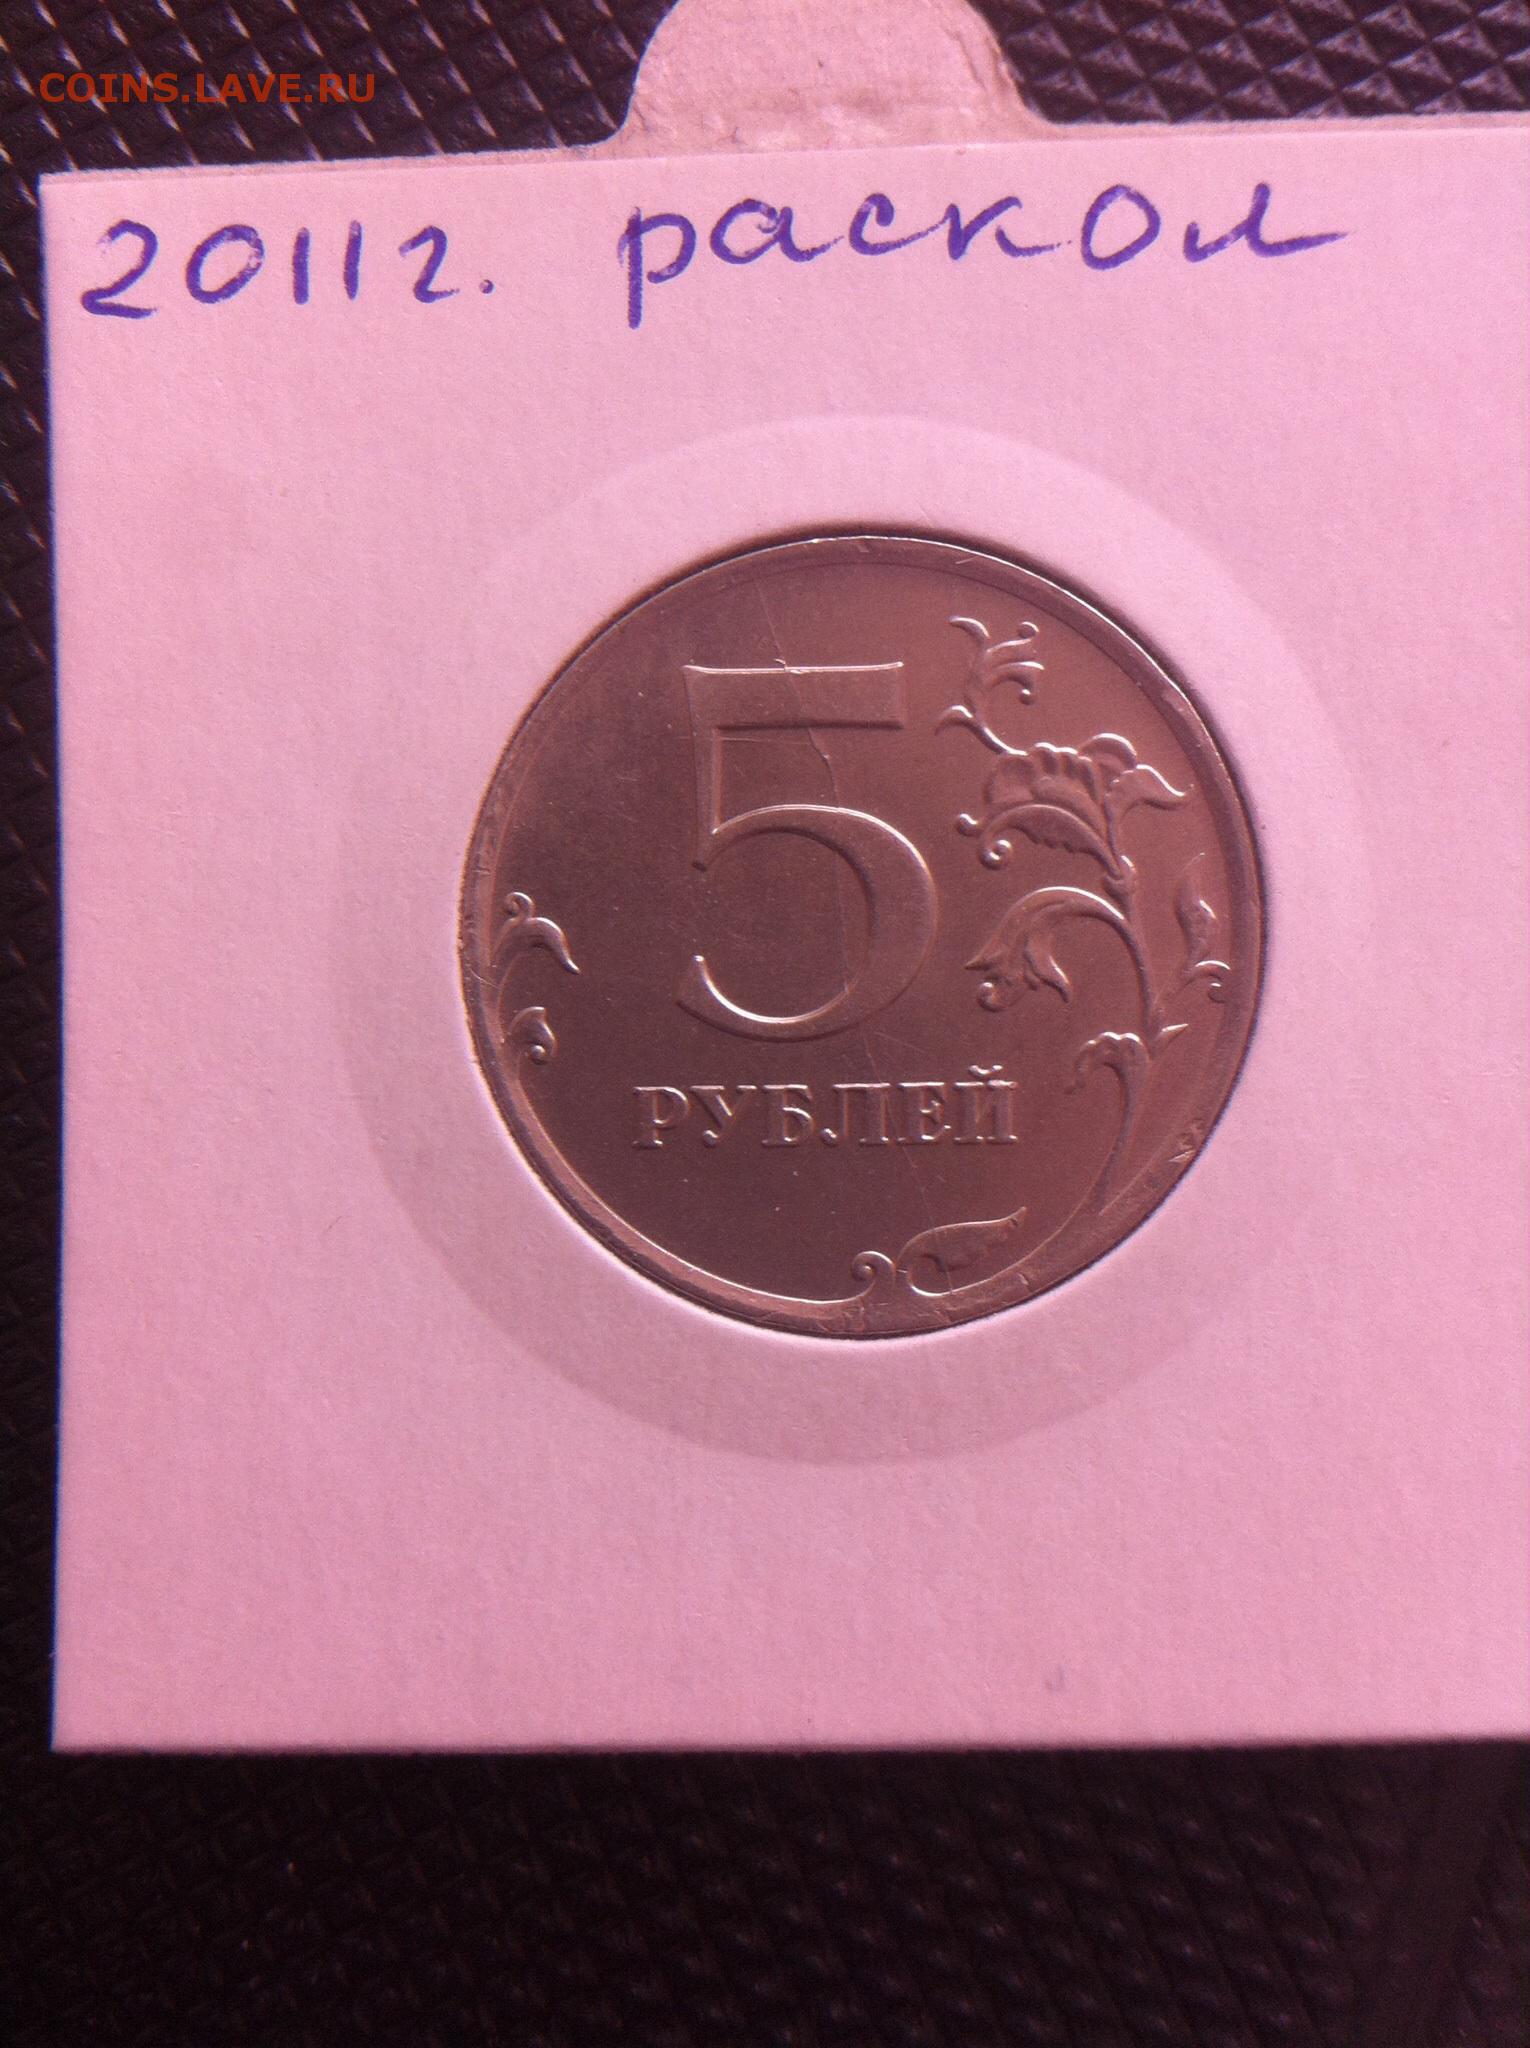 COINS.LAVE.RU
2011г. раскол
5
РУБЛЕЙ